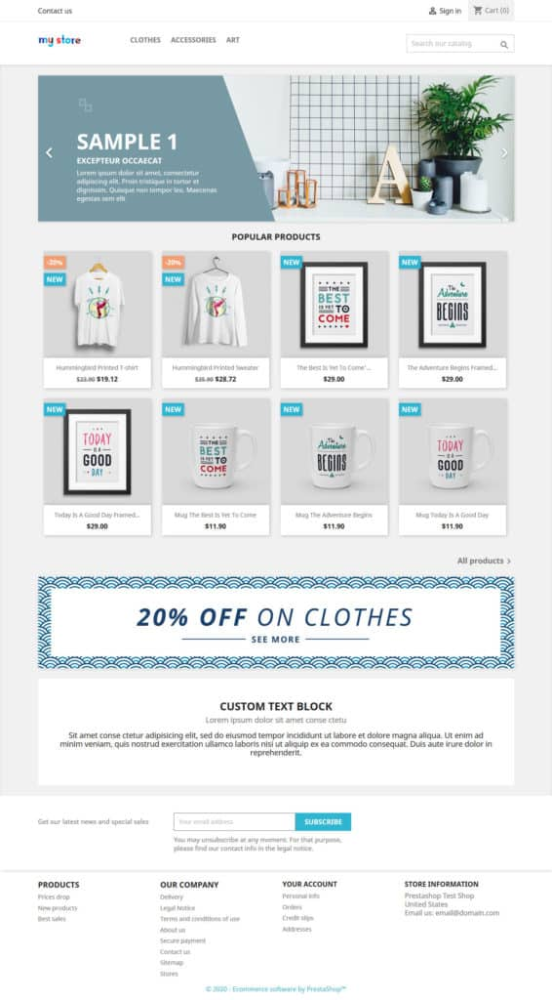 Contact us
Sign in
Cart (0)
my store
CLOTHES ACCESSORIES ART
Search our catalog
SAMPLE 1
EXCEPTEUR OCCAECAT
Lorem ipsum dolor sit amet, consectetur
adipiscing elit. Proin tristique in tortor et
dignissim. Quisque non tempor leo. Maecenas
egestas sem elit
A
POPULAR PRODUCTS
-20%
NEW
Hummingbird Printed T-shirt
$23.90 $19.12
-20%
NEW
Hummingbird Printed Sweater
$35.90 $28.72
NEW
THE
BEST
IS YET TO
COME
The Best Is Yet To Come'...
$29.00
NEW
The
Adventure
BEGINS
The Adventure Begins Framed...
$29.00
NEW
TODAY
IS A
GOOD
DAY
Today Is A Good Day Framed...
$29.00
NEW
THE
BEST
IS YET TO
COME
Mug The Best Is Yet To Come
$11.90
NEW
The
Adventure
BEGINS
Mug The Adventure Begins
$11.90
NEW
TODAY
IS A
GOOD
DAY
Mug Today Is A Good Day
$11.90
All products
20% OFF ON CLOTHES
SEE MORE
CUSTOM TEXT BLOCK
Lorem ipsum dolor sit amet conse ctetu
Sit amet conse ctetur adipisicing elit, sed do eiusmod tempor incididunt ut labore et dolore magna aliqua. Ut enim ad
minim veniam, quis nostrud exercitation ullamco laboris nisi ut aliquip ex ea commodo consequat. Duis aute irure dolor in
reprehenderit.
Get our latest news and special sales
Your email address
SUBSCRIBE
You may unsubscribe at any moment. For that purpose,
please find our contact info in the legal notice.
PRODUCTS
Prices drop
New products
Best sales
OUR COMPANY
Delivery
Legal Notice
Terms and conditions of use
About us
Secure payment
Contact us
Sitemap
Stores
YOUR ACCOUNT
Personal info
Orders
Credit slips
Addresses
STORE INFORMATION
Prestashop Test Shop
United States
Email us: email@domain.com
© 2020 - Ecommerce software by PrestaShop™